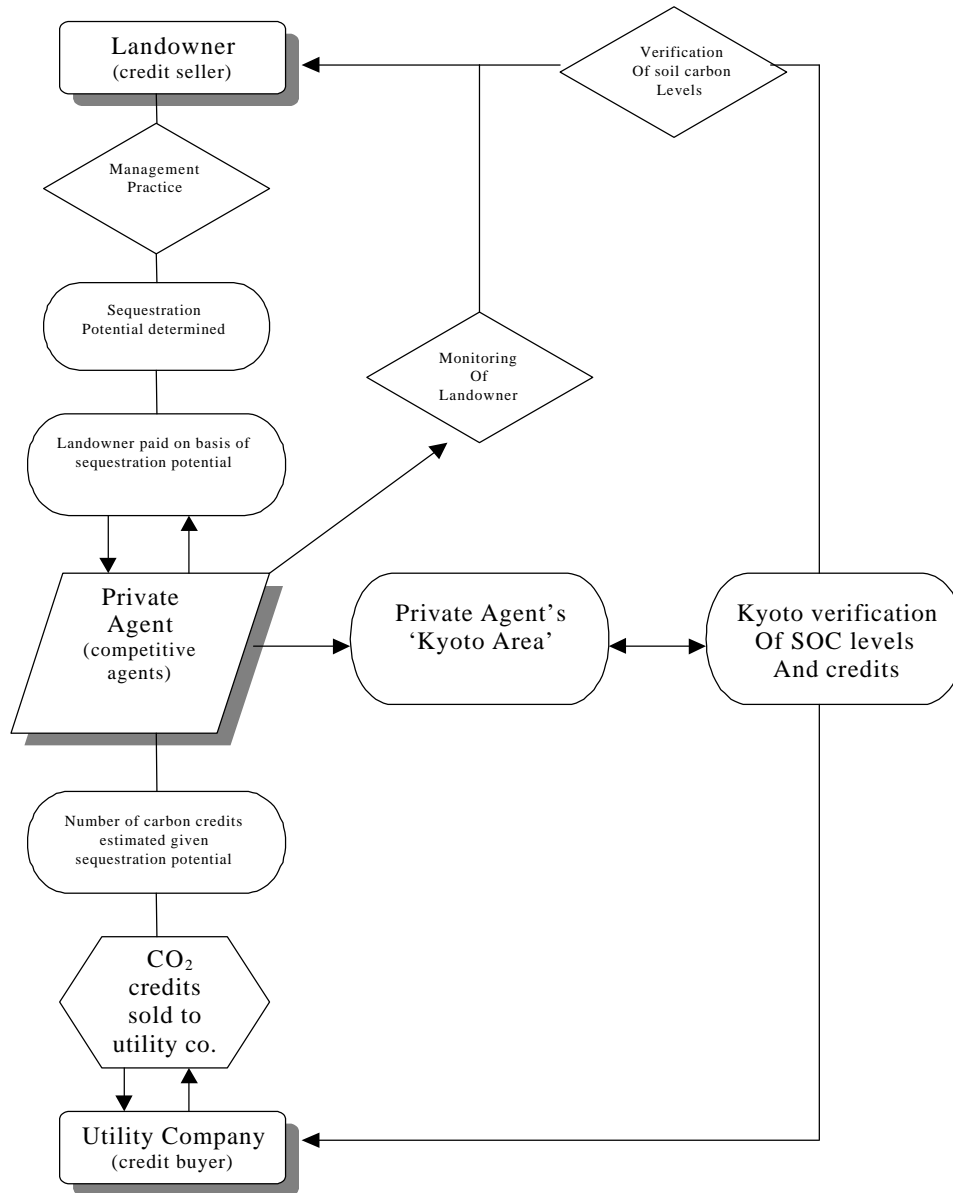 Landowner
(credit seller)
Verification
Of soil carbon
Levels
Management
Practice
Sequestration
Potential determined
Monitoring
Of
Landowner
Landowner paid on basis of
sequestration potential
Private
Agent
(competitive
agents)
Private Agent’s
‘Kyoto Area’
Kyoto verification
Of SOC levels
And credits
Number of carbon credits
estimated given
sequestration potential
CO₂
credits
sold to
utility co.
Utility Company
(credit buyer)